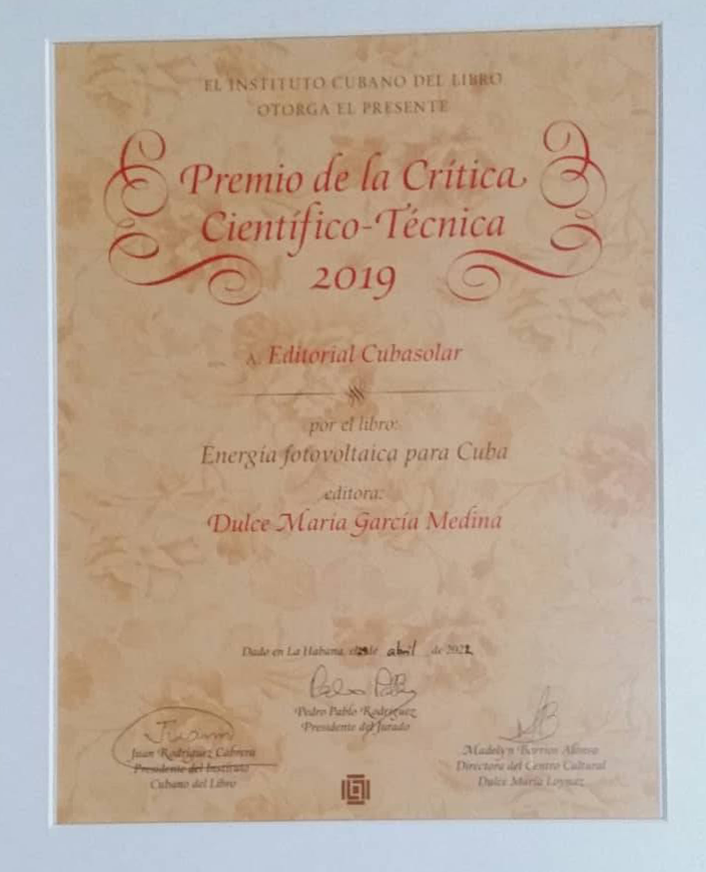 EL INSTITUTO CUBANO DEL LIBRO
OTORGA EL PRESENTE
Premio de la Crítica
Científico-Técnica
2019
A: Editorial Cubasolar
por el libro:
Energía fotovoltaica para Cuba
editora:
Dulce María García Medina
Dado en La Habana, abril de 2022
Pedro Pablo Rodríguez
Presidente del Jurado
Juan Rodríguez Cabrera
Presidente del Instituto
Cubano del Libro
Madelyn Berrios Alonso
Directora del Centro Cultural
Dulce María Loynaz